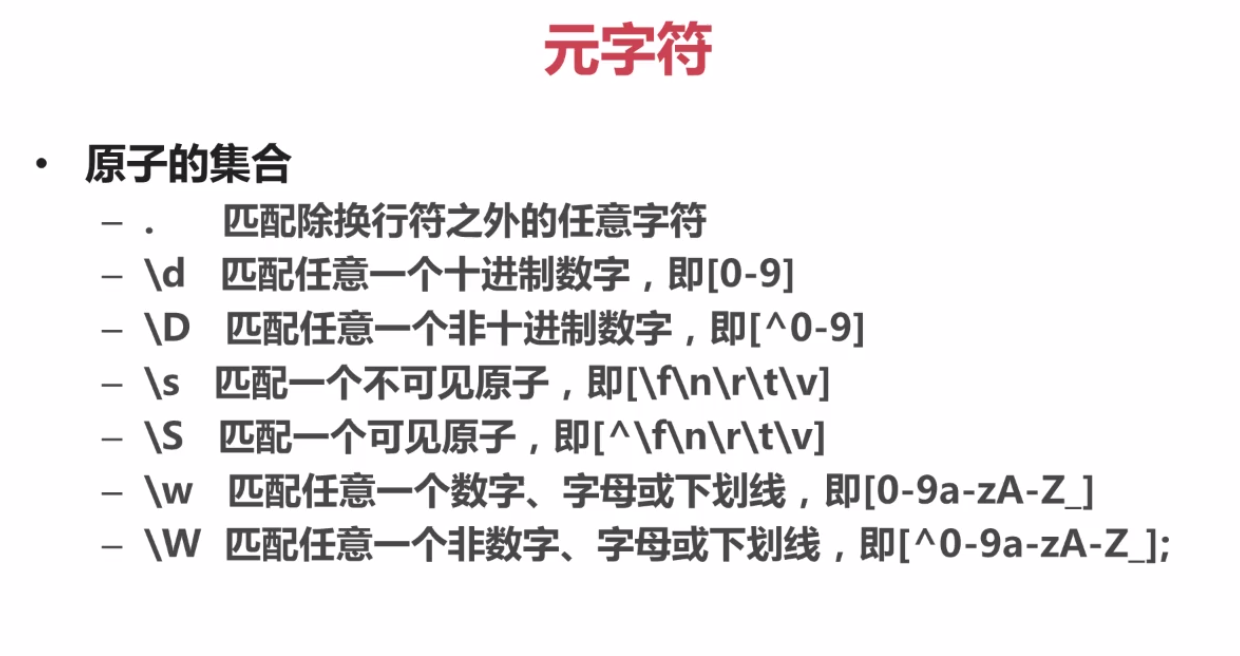 元字符
• 原子的集合
– . 匹配除换行符之外的任意字符
– \d 匹配任意一个十进制数字，即[0-9]
– \D 匹配任意一个非十进制数字，即[^0-9]
– \s 匹配一个不可见原子，即[\f\n\r\t\v]
– \S 匹配一个可见原子，即[^\f\n\r\t\v]
– \w 匹配任意一个数字、字母或下划线，即[0-9a-zA-Z_]
– \W 匹配任意一个非数字、字母或下划线，即[^0-9a-zA-Z_];